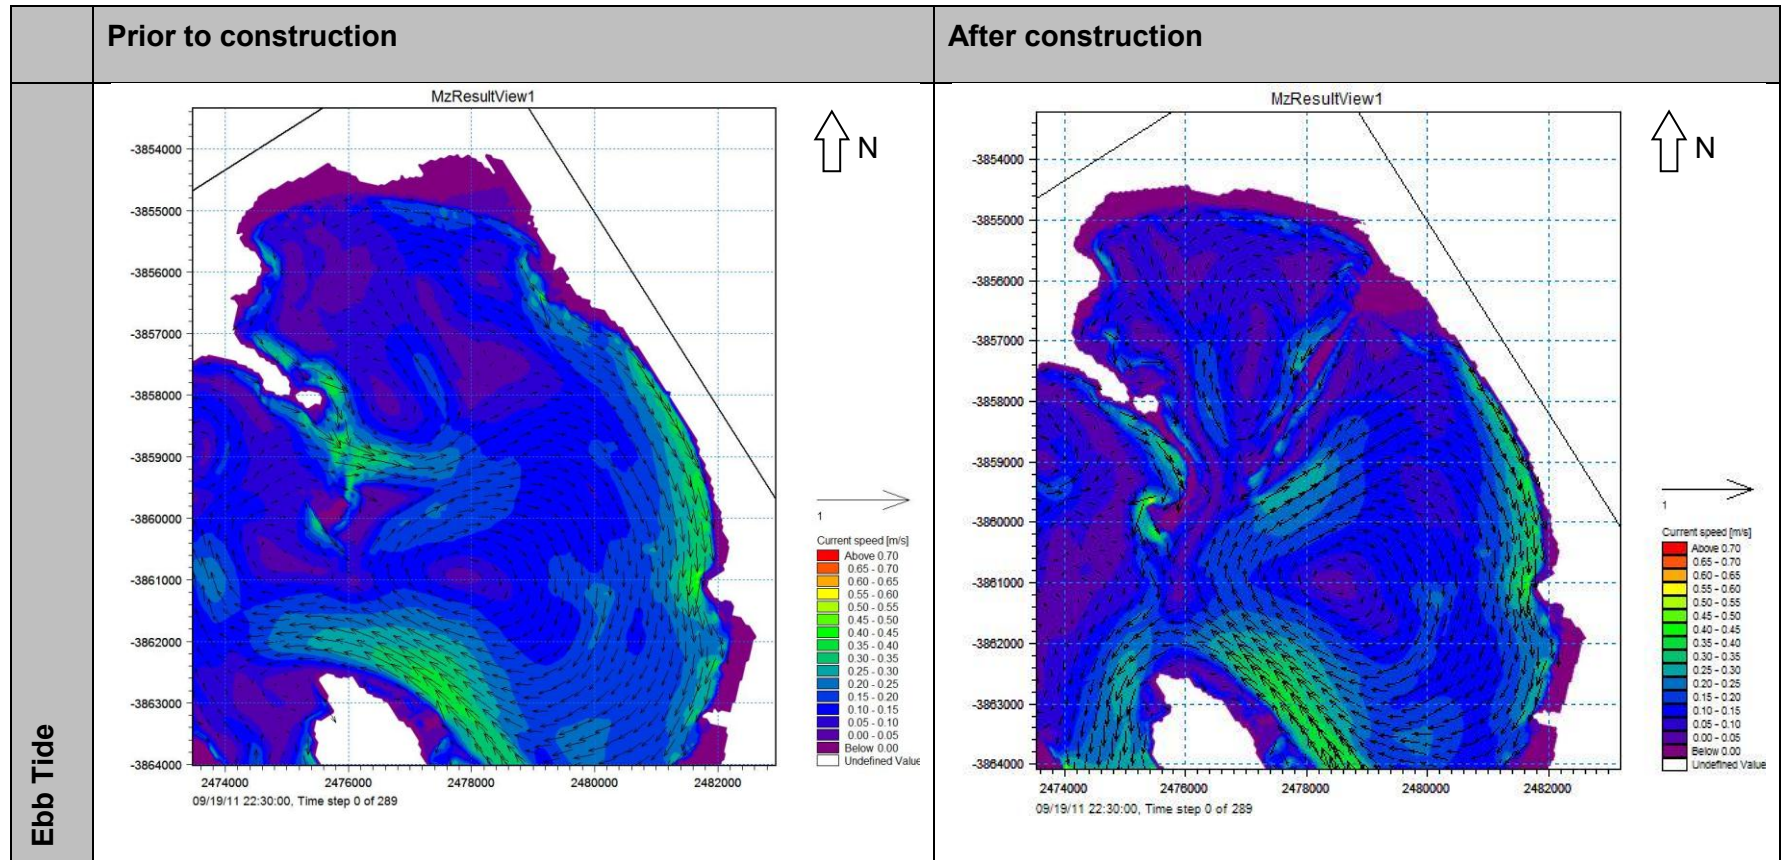 Prior to construction
After construction
Ebb Tide
MzResultView1
N
-3854000
-3855000
-3856000
-3857000
-3858000
-3859000
-3860000
-3861000
-3862000
-3863000
-3864000
2474000 2476000 2478000 2480000 2482000
09/19/11 22:30:00, Time step 0 of 289
1
Current speed [m/s]
Above 0.70
0.65 - 0.70
0.60 - 0.65
0.55 - 0.60
0.50 - 0.55
0.45 - 0.50
0.40 - 0.45
0.35 - 0.40
0.30 - 0.35
0.25 - 0.30
0.20 - 0.25
0.15 - 0.20
0.10 - 0.15
0.05 - 0.10
0.00 - 0.05
Below 0.00
Undefined Value
MzResultView1
N
-3854000
-3855000
-3856000
-3857000
-3858000
-3859000
-3860000
-3861000
-3862000
-3863000
-3864000
2474000 2476000 2478000 2480000 2482000
09/19/11 22:30:00, Time step 0 of 289
1
Current speed [m/s]
Above 0.70
0.65 - 0.70
0.60 - 0.65
0.55 - 0.60
0.50 - 0.55
0.45 - 0.50
0.40 - 0.45
0.35 - 0.40
0.30 - 0.35
0.25 - 0.30
0.20 - 0.25
0.15 - 0.20
0.10 - 0.15
0.05 - 0.10
0.00 - 0.05
Below 0.00
Undefined Value